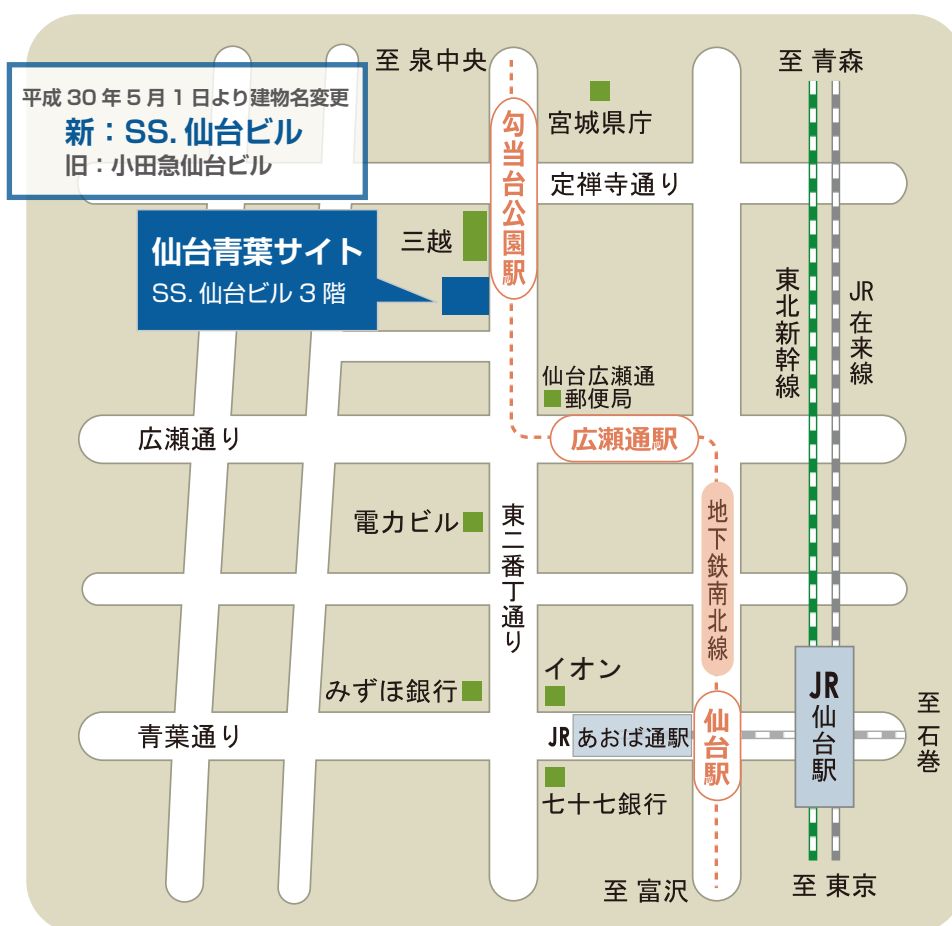 至 泉中央
至 青森
平成 30 年 5 月 1 日より建物名変更
新：SS. 仙台ビル
旧：小田急仙台ビル
宮城県庁
勾当台公園駅
定禅寺通り
三越
仙台青葉サイト
SS. 仙台ビル 3 階
東北新幹線
JR 在来線
仙台広瀬通
郵便局
広瀬通り
広瀬通駅
電力ビル
東二番丁通り
地下鉄南北線
イオン
みずほ銀行
JR
仙台駅
至 石巻
青葉通り
JR あおば通駅
仙台駅
七十七銀行
至 富沢
至 東京